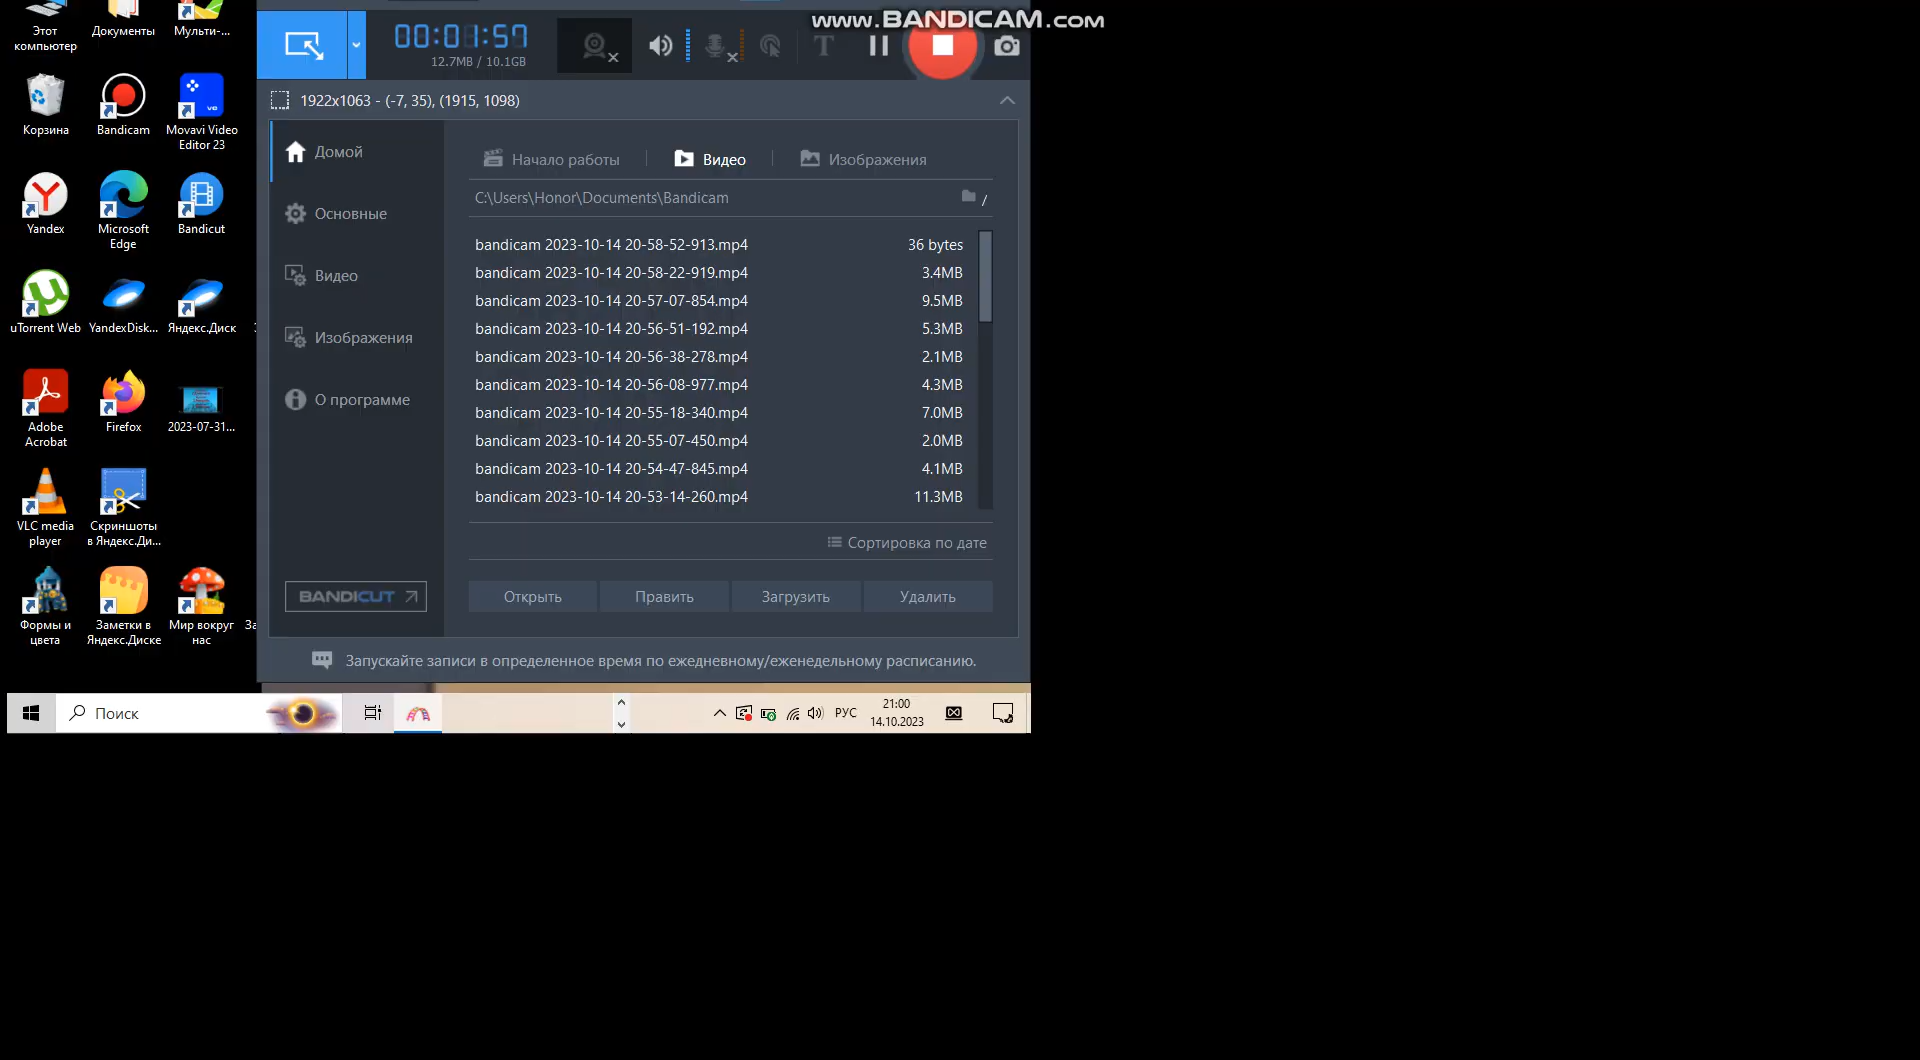 www.BANDICAM.com
Этот компьютер
Документы
Мульти-...
Корзина
Bandicam
Movavi Video Editor 23
Yandex
Microsoft Edge
Bandicut
uTorrent Web
YandexDisk...
Яндекс.Диск
Adobe Acrobat
Firefox
2023-07-31...
VLC media player
Скриншоты в Яндекс.Ди...
Формы и цвета
Заметки в Яндекс.Диске
Мир вокруг нас
За
00:01:57
12.7MB / 10.1GB
1922x1063 - (-7, 35), (1915, 1098)
Домой
Основные
Видео
Изображения
О программе
BANDICUT
Начало работы
Видео
Изображения
C:\Users\Honor\Documents\Bandicam
/
bandicam 2023-10-14 20-58-52-913.mp4 36 bytes
bandicam 2023-10-14 20-58-22-919.mp4 3.4MB
bandicam 2023-10-14 20-57-07-854.mp4 9.5MB
bandicam 2023-10-14 20-56-51-192.mp4 5.3MB
bandicam 2023-10-14 20-56-38-278.mp4 2.1MB
bandicam 2023-10-14 20-56-08-977.mp4 4.3MB
bandicam 2023-10-14 20-55-18-340.mp4 7.0MB
bandicam 2023-10-14 20-55-07-450.mp4 2.0MB
bandicam 2023-10-14 20-54-47-845.mp4 4.1MB
bandicam 2023-10-14 20-53-14-260.mp4 11.3MB
Сортировка по дате
Открыть
Править
Загрузить
Удалить
Запускайте записи в определенное время по ежедневному/еженедельному расписанию.
Поиск
РУС
21:00
14.10.2023